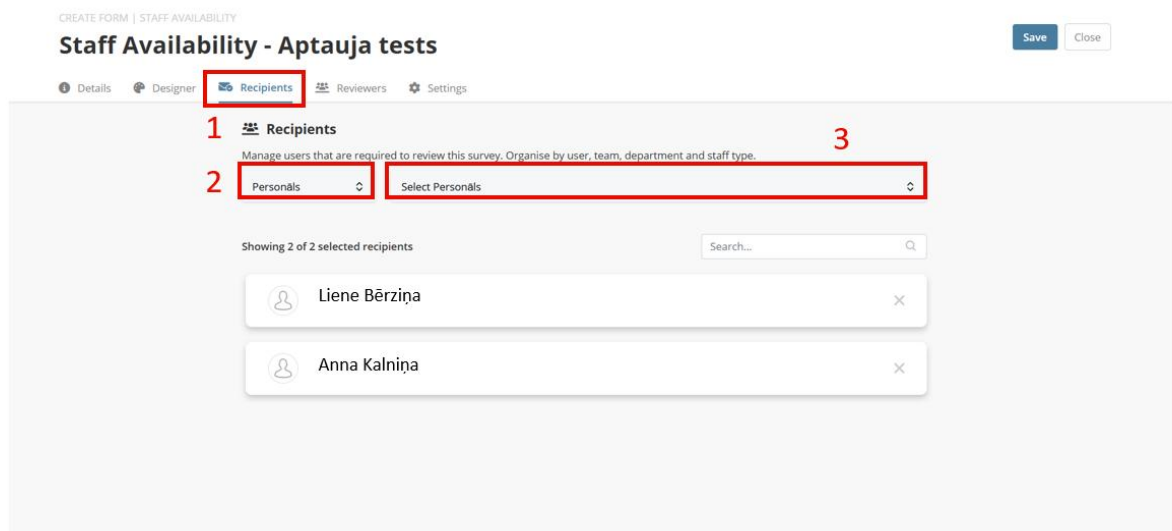 CREATE FORM | STAFF AVAILABILITY
Staff Availability - Aptauja tests
Save
Close
Details
Designer
Recipients
Reviewers
Settings
1
Recipients
3
Manage users that are required to review this survey. Organise by user, team, department and staff type.
2
Personāls
Select Personāls
Showing 2 of 2 selected recipients
Search...
Liene Bērziņa
Anna Kalniņa